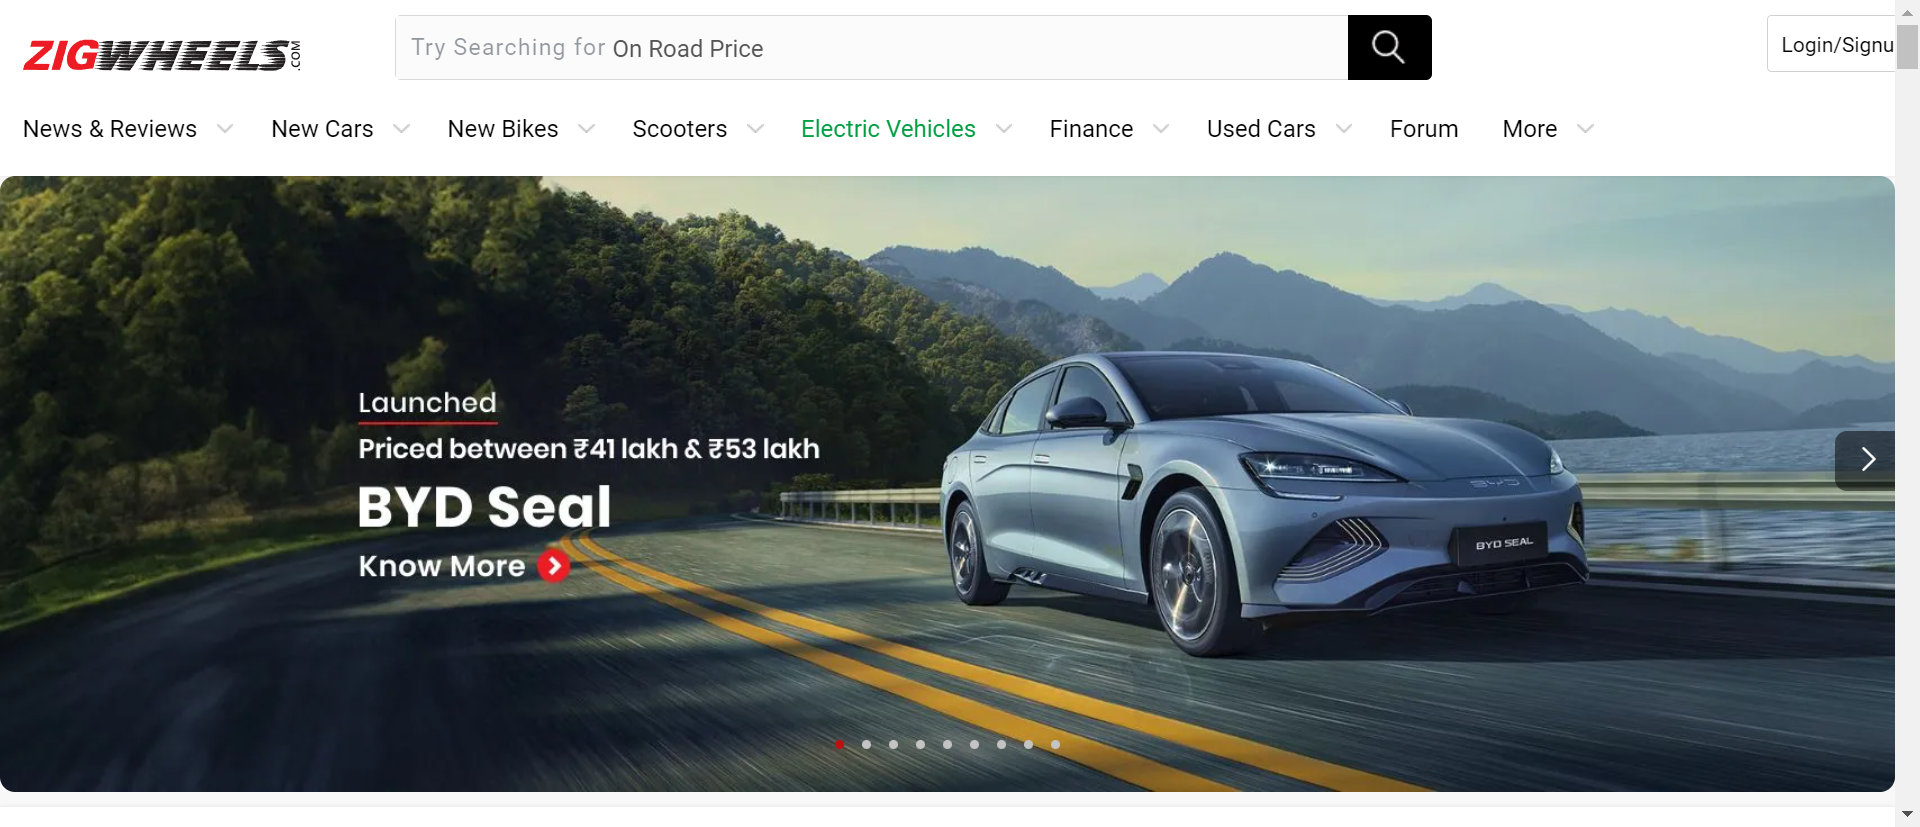 ZIGWHEELS.COM
Try Searching for On Road Price
Login/Signu
News & Reviews
New Cars
New Bikes
Scooters
Electric Vehicles
Finance
Used Cars
Forum
More
Launched
Priced between ₹41 lakh & ₹53 lakh
BYD Seal
Know More
BYD
BYD SEAL